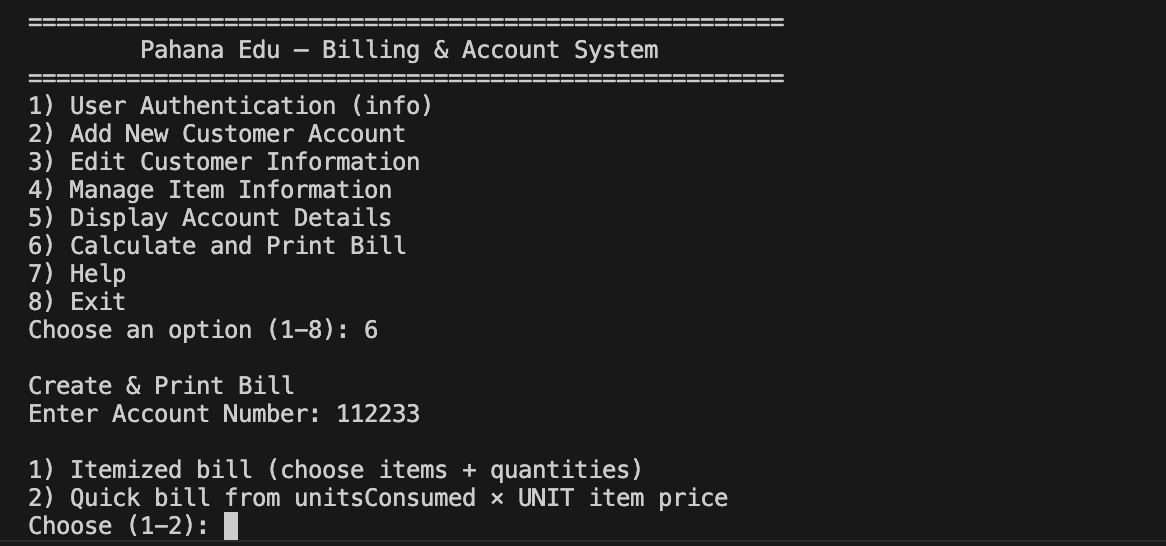 ======================================================
Pahana Edu – Billing & Account System
======================================================
1) User Authentication (info)
2) Add New Customer Account
3) Edit Customer Information
4) Manage Item Information
5) Display Account Details
6) Calculate and Print Bill
7) Help
8) Exit
Choose an option (1–8): 6
Create & Print Bill
Enter Account Number: 112233
1) Itemized bill (choose items + quantities)
2) Quick bill from unitsConsumed × UNIT item price
Choose (1–2):